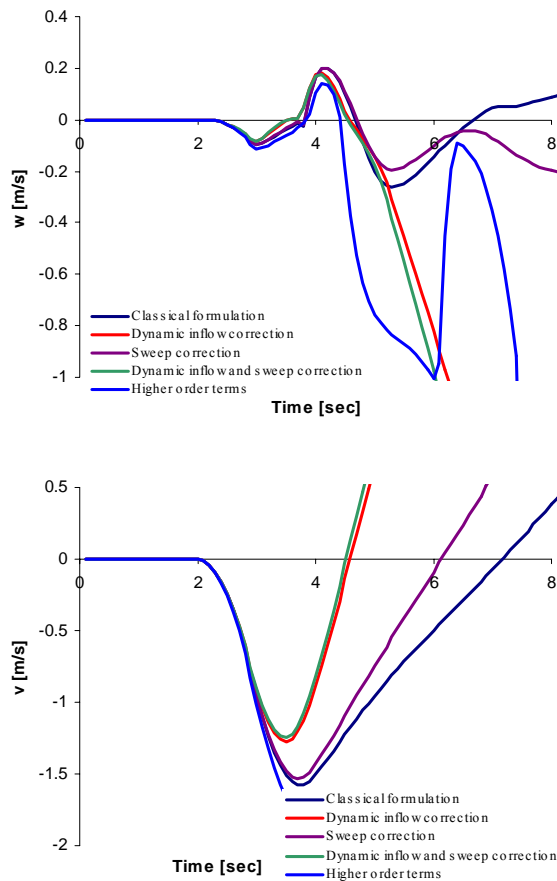 0.4
0.2
0
0 2 4 6 8
-0.2
-0.4
-0.6
-0.8
-1
w [m/s]
Classical formulation
Dynamic inflow correction
Sweep correction
Dynamic inflow and sweep correction
Higher order terms
Time [sec]
0.5
0
0 2 4 6 8
-0.5
-1
-1.5
-2
v [m/s]
Classical formulation
Dynamic inflow correction
Sweep correction
Dynamic inflow and sweep correction
Higher order terms
Time [sec]